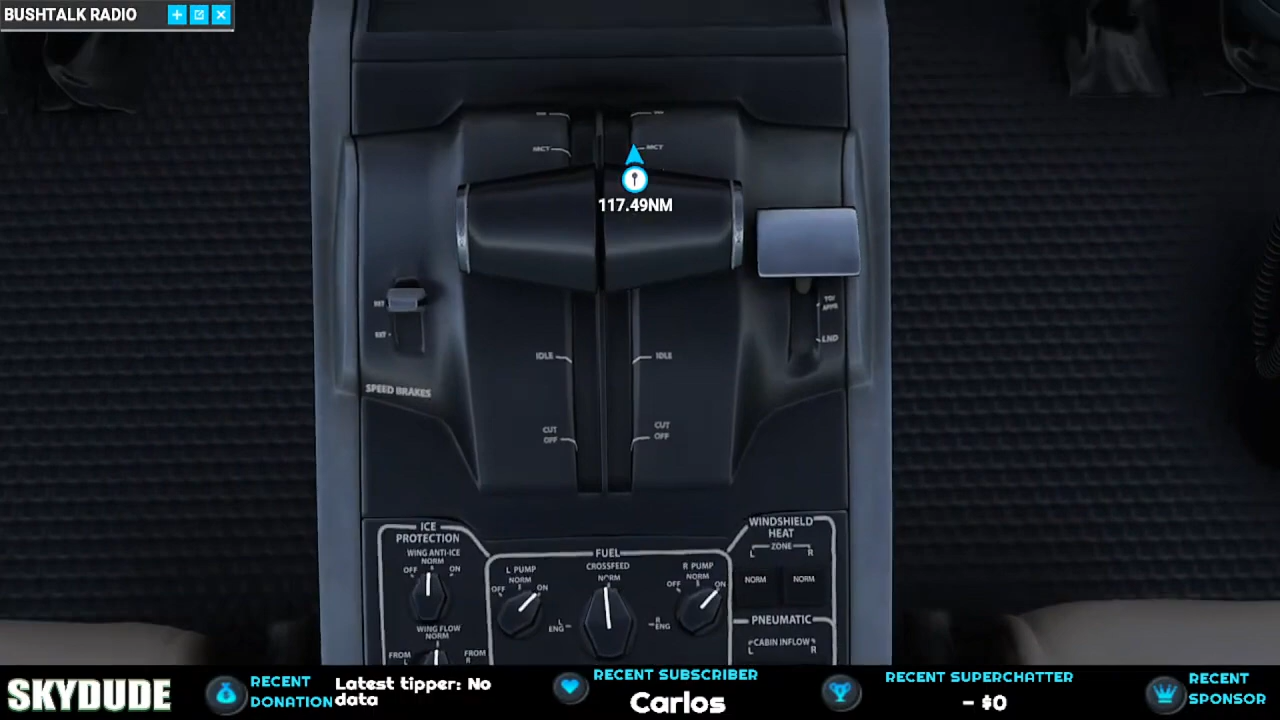 BUSHTALK RADIO
MCT
MCT
117.49NM
TO/
APPR
LND
SPEED BRAKES
IDLE
IDLE
CUT
OFF
CUT
OFF
ICE
PROTECTION
WING ANTI-ICE
NORM
OFF
ON
WING FLOW
NORM
FROM
L
FROM
R
FUEL
L PUMP
NORM
OFF
ON
CROSSFEED
NORM
L
ENG
R
ENG
R PUMP
NORM
OFF
ON
WINDSHIELD
HEAT
ZONE
L
R
NORM
NORM
PNEUMATIC
CABIN INFLOW
L
R
SKYDUDE
RECENT
DONATION
Latest tipper: No
data
RECENT SUBSCRIBER
Carlos
RECENT SUPERCHATTER
- $0
RECENT
SPONSOR